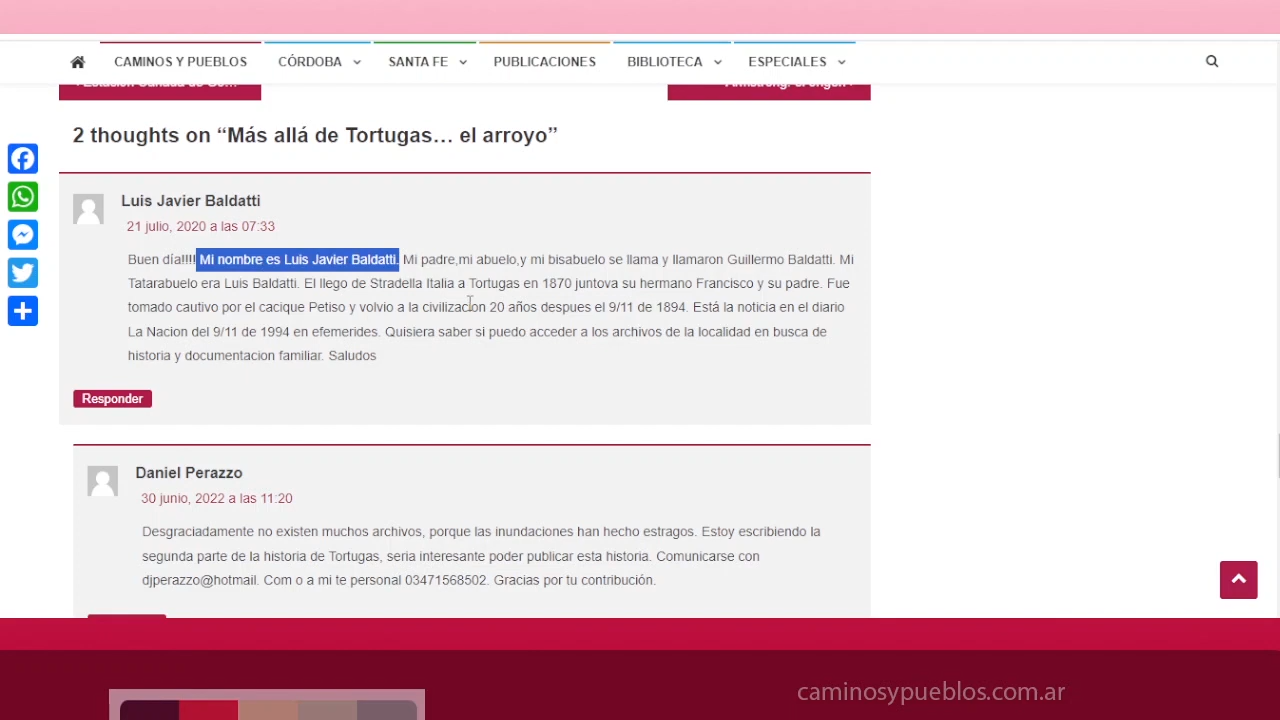 CAMINOS Y PUEBLOS CÓRDOBA SANTA FE PUBLICACIONES BIBLIOTECA ESPECIALES
2 thoughts on “Más allá de Tortugas… el arroyo”
Luis Javier Baldatti
21 julio, 2020 a las 07:33
Buen día!!!! Mi nombre es Luis Javier Baldatti. Mi padre,mi abuelo,y mi bisabuelo se llama y llamaron Guillermo Baldatti. Mi
Tatarabuelo era Luis Baldatti. El llego de Stradella Italia a Tortugas en 1870 juntova su hermano Francisco y su padre. Fue
tomado cautivo por el cacique Petiso y volvio a la civilizacion 20 años despues el 9/11 de 1894. Está la noticia en el diario
La Nacion del 9/11 de 1994 en efemerides. Quisiera saber si puedo acceder a los archivos de la localidad en busca de
historia y documentacion familiar. Saludos
Responder
Daniel Perazzo
30 junio, 2022 a las 11:20
Desgraciadamente no existen muchos archivos, porque las inundaciones han hecho estragos. Estoy escribiendo la
segunda parte de la historia de Tortugas, seria interesante poder publicar esta historia. Comunicarse con
djperazzo@hotmail. Com o a mi te personal 03471568502. Gracias por tu contribución.
caminosypueblos.com.ar